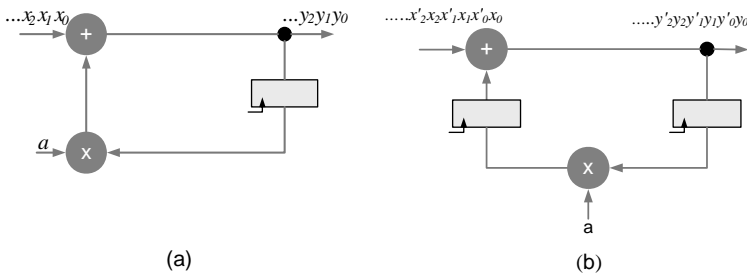 ...x₂x₁x₀
...y₂y₁y₀
+
a
x
(a)
.....x'₂x₂x'₁x₁x'₀x₀
.....y'₂y₂y'₁y₁y'₀y₀
+
x
a
(b)